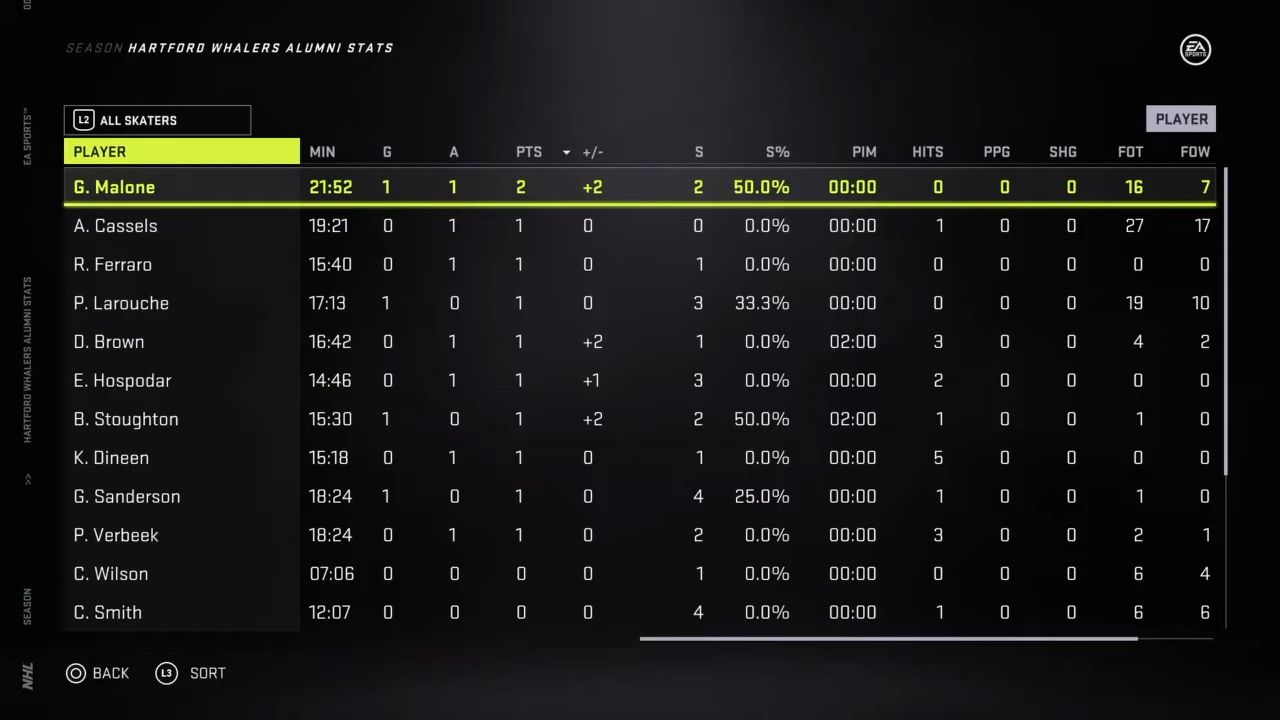 SEASON HARTFORD WHALERS ALUMNI STATS
EA SPORTS
L2 ALL SKATERS
PLAYER
PLAYER MIN G A PTS +/- S S% PIM HITS PPG SHG FOT FOW
G. Malone 21:52 1 1 2 +2 2 50.0% 00:00 0 0 0 16 7
A. Cassels 19:21 0 1 1 0 0 0.0% 00:00 1 0 0 27 17
R. Ferraro 15:40 0 1 1 0 1 0.0% 00:00 0 0 0 0 0
P. Larouche 17:13 1 0 1 0 3 33.3% 00:00 0 0 0 19 10
D. Brown 16:42 0 1 1 +2 1 0.0% 02:00 3 0 0 4 2
E. Hospodar 14:46 0 1 1 +1 3 0.0% 00:00 2 0 0 0 0
B. Stoughton 15:30 1 0 1 +2 2 50.0% 02:00 1 0 0 1 0
K. Dineen 15:18 0 1 1 0 1 0.0% 00:00 5 0 0 0 0
G. Sanderson 18:24 1 0 1 0 4 25.0% 00:00 1 0 0 1 0
P. Verbeek 18:24 0 1 1 0 2 0.0% 00:00 3 0 0 2 1
C. Wilson 07:06 0 0 0 0 1 0.0% 00:00 0 0 0 6 4
C. Smith 12:07 0 0 0 0 4 0.0% 00:00 1 0 0 6 6
BACK L3 SORT
NHL SEASON >> HARTFORD WHALERS ALUMNI STATS EA SPORTS™